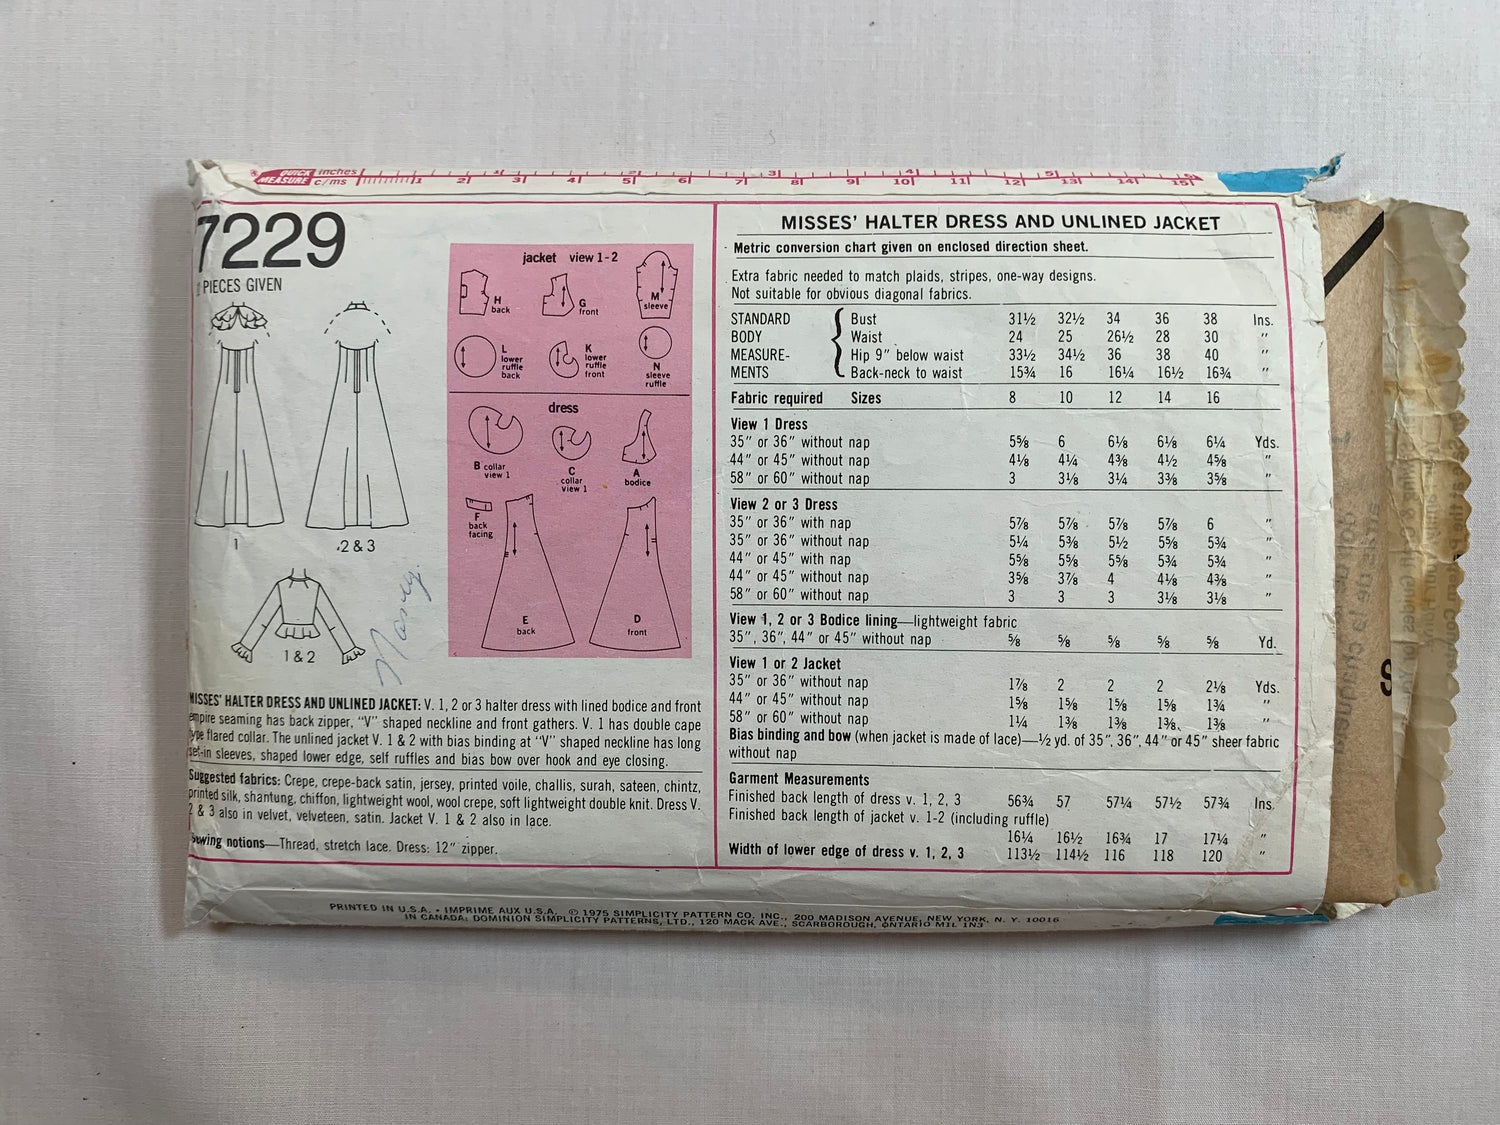 QUICK MEASURE inches c/ms
1 2 3 4 5 6 7 8 9 10 11 12 13 14 15
7229
PIECES GIVEN
1
2 & 3
1 & 2
Nancy
jacket view 1-2
H back
G front
M sleeve
L lower ruffle back
K lower ruffle front
N sleeve ruffle
dress
B collar view 1
C collar view 1
A bodice
F back facing
E back
D front
MISSES' HALTER DRESS AND UNLINED JACKET: V. 1, 2 or 3 halter dress with lined bodice and front
empire seaming has back zipper, "V" shaped neckline and front gathers. V. 1 has double cape
type flared collar. The unlined jacket V. 1 & 2 with bias binding at "V" shaped neckline has long
set-in sleeves, shaped lower edge, self ruffles and bias bow over hook and eye closing.
Suggested fabrics: Crepe, crepe-back satin, jersey, printed voile, challis, surah, sateen, chintz,
printed silk, shantung, chiffon, lightweight wool, wool crepe, soft lightweight double knit. Dress V.
2 & 3 also in velvet, velveteen, satin. Jacket V. 1 & 2 also in lace.
Sewing notions—Thread, stretch lace. Dress: 12" zipper.
MISSES' HALTER DRESS AND UNLINED JACKET
Metric conversion chart given on enclosed direction sheet.
Extra fabric needed to match plaids, stripes, one-way designs.
Not suitable for obvious diagonal fabrics.
STANDARD Bust 31½ 32½ 34 36 38 Ins.
BODY Waist 24 25 26½ 28 30 "
MEASURE- Hip 9" below waist 33½ 34½ 36 38 40 "
MENTS Back-neck to waist 15¾ 16 16¼ 16½ 16¾ "
Fabric required Sizes 8 10 12 14 16
View 1 Dress
35" or 36" without nap 5⅝ 6 6⅛ 6⅛ 6¼ Yds.
44" or 45" without nap 4⅛ 4¼ 4⅜ 4½ 4⅝ "
58" or 60" without nap 3 3⅛ 3¼ 3⅜ 3⅝ "
View 2 or 3 Dress
35" or 36" with nap 5⅞ 5⅞ 5⅞ 5⅞ 6 "
35" or 36" without nap 5¼ 5⅜ 5½ 5⅝ 5¾ "
44" or 45" with nap 5⅝ 5⅝ 5⅝ 5¾ 5¾ "
44" or 45" without nap 3⅝ 3⅞ 4 4⅛ 4⅜ "
58" or 60" without nap 3 3 3 3⅛ 3⅛ "
View 1, 2 or 3 Bodice lining—lightweight fabric
35", 36", 44" or 45" without nap ⅝ ⅝ ⅝ ⅝ ⅝ Yd.
View 1 or 2 Jacket
35" or 36" without nap 1⅞ 2 2 2 2⅛ Yds.
44" or 45" without nap 1⅝ 1⅝ 1⅝ 1⅝ 1¾ "
58" or 60" without nap 1¼ 1⅜ 1⅜ 1⅜ 1⅜ "
Bias binding and bow (when jacket is made of lace)—½ yd. of 35", 36", 44" or 45" sheer fabric
without nap
Garment Measurements
Finished back length of dress v. 1, 2, 3 56¾ 57 57¼ 57½ 57¾ Ins.
Finished back length of jacket v. 1-2 (including ruffle)
16¼ 16½ 16¾ 17 17¼ "
Width of lower edge of dress v. 1, 2, 3 113½ 114½ 116 118 120 "
PRINTED IN U.S.A. • IMPRIME AUX U.S.A. © 1975 SIMPLICITY PATTERN CO. INC., 200 MADISON AVENUE, NEW YORK, N. Y. 10016
IN CANADA: DOMINION SIMPLICITY PATTERNS, LTD., 120 MACK AVE., SCARBOROUGH, ONTARIO M1L 1N3